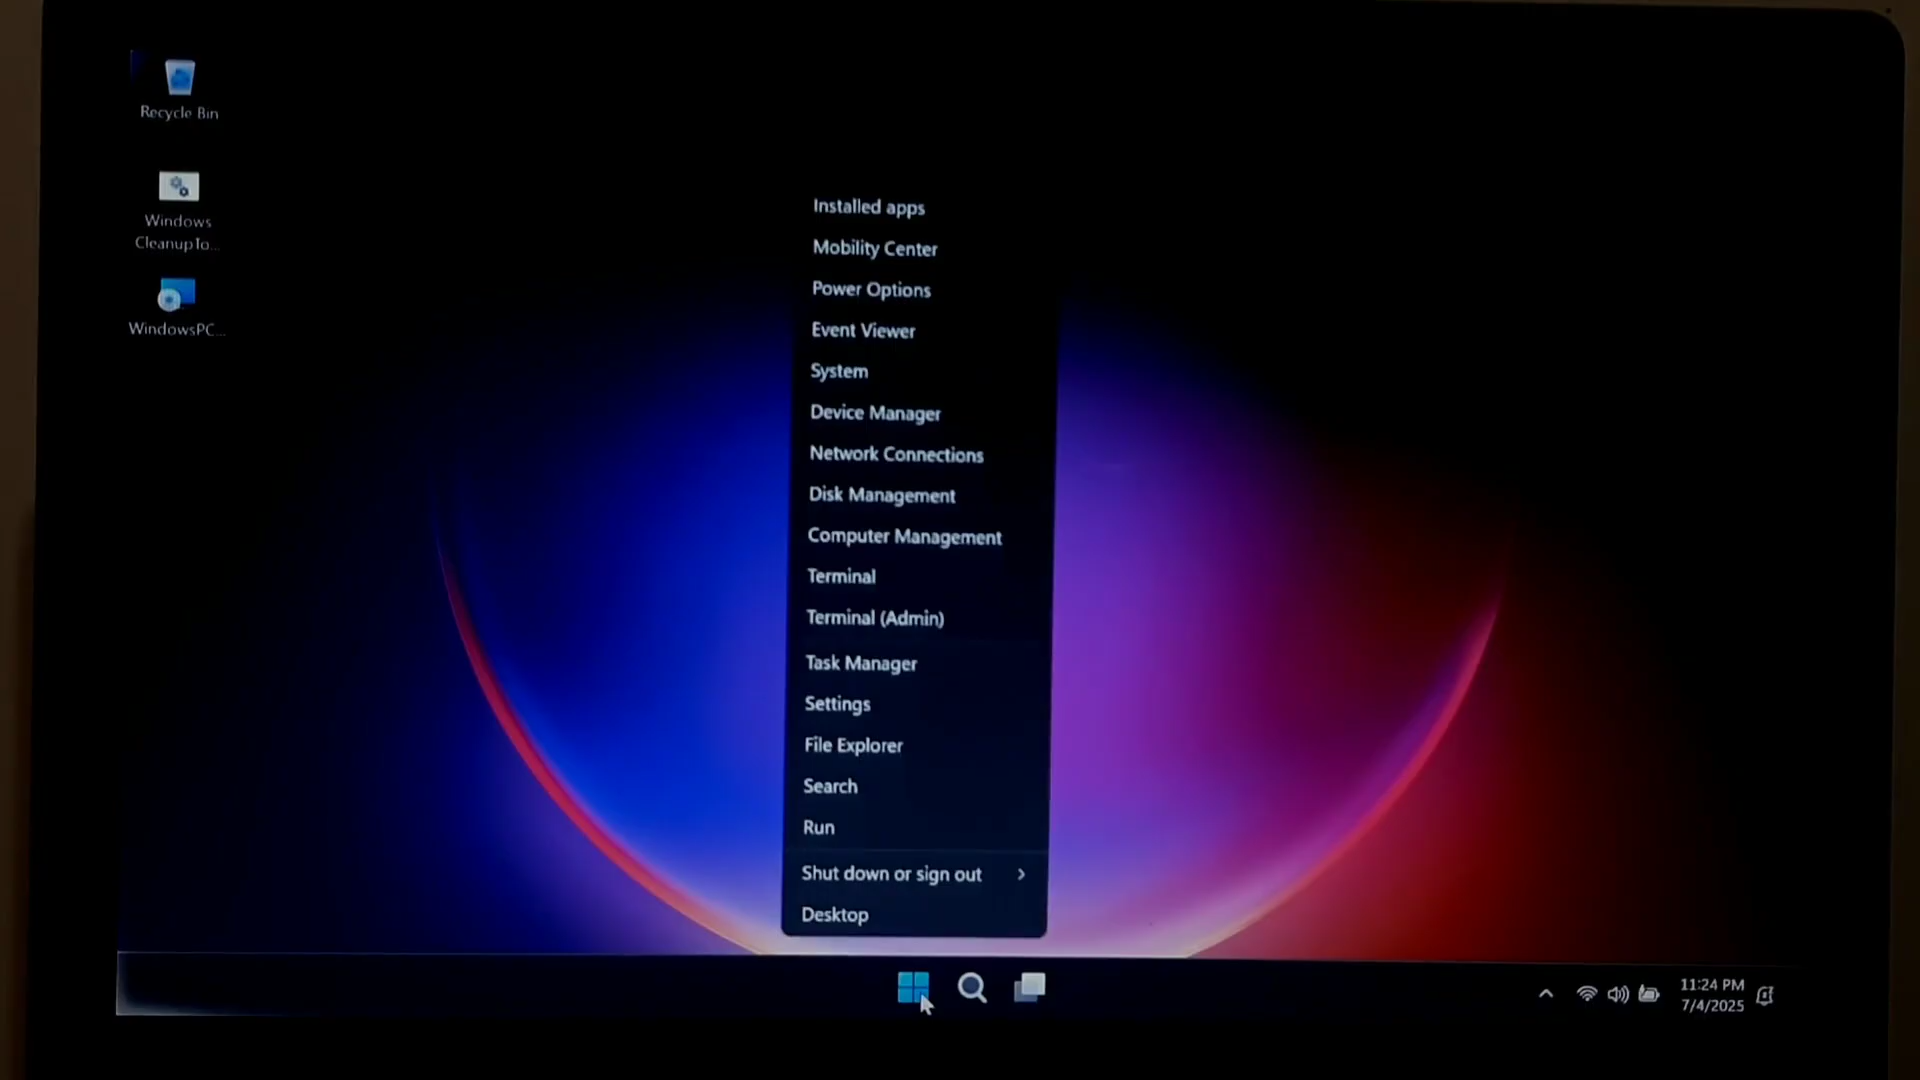 Recycle Bin
Windows
CleanupTo...
WindowsPC...
Installed apps
Mobility Center
Power Options
Event Viewer
System
Device Manager
Network Connections
Disk Management
Computer Management
Terminal
Terminal (Admin)
Task Manager
Settings
File Explorer
Search
Run
Shut down or sign out
Desktop
11:24 PM
7/4/2025